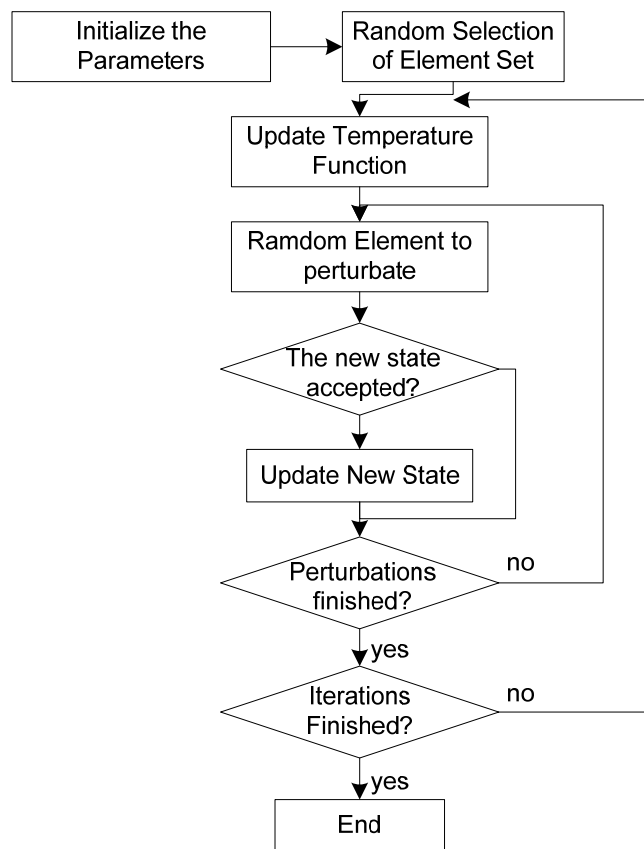 Initialize the
Parameters
Random Selection
of Element Set
Update Temperature
Function
Ramdom Element to
perturbate
The new state
accepted?
Update New State
Perturbations
finished?
no
yes
Iterations
Finished?
no
yes
End